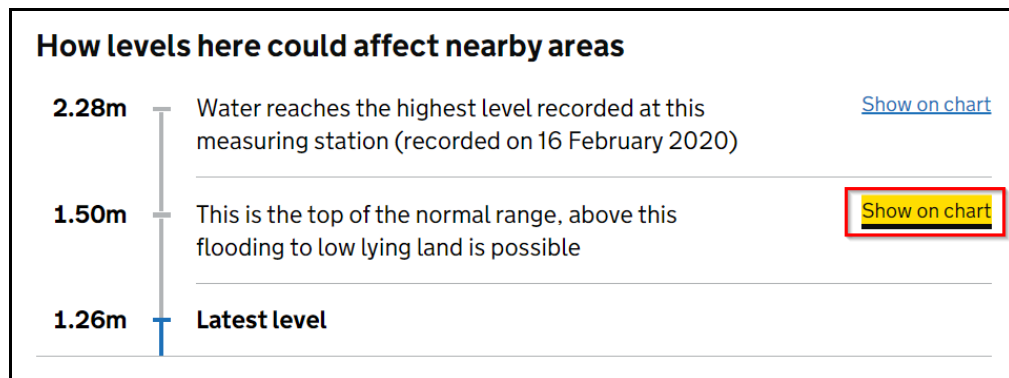 How levels here could affect nearby areas
2.28m Water reaches the highest level recorded at this Show on chart
measuring station (recorded on 16 February 2020)
1.50m This is the top of the normal range, above this Show on chart
flooding to low lying land is possible
1.26m Latest level